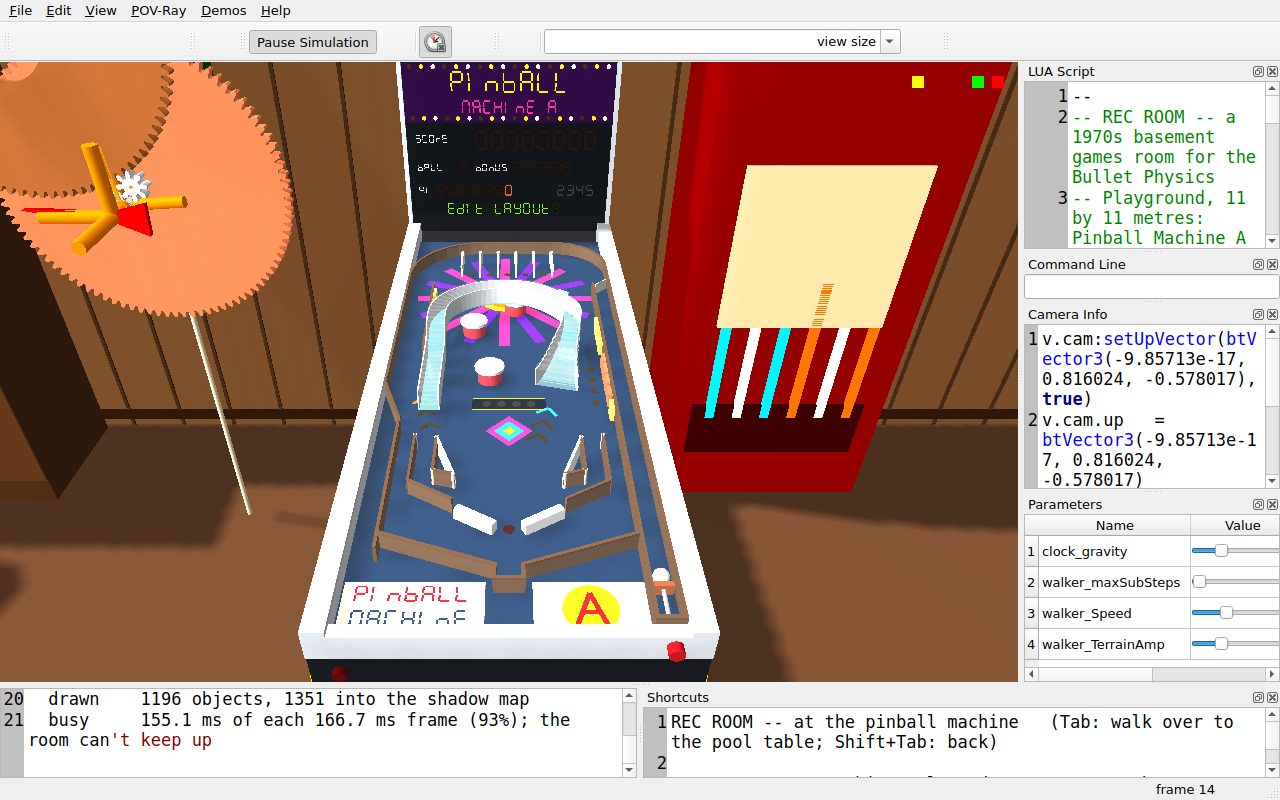 File Edit View POV-Ray Demos Help
Pause Simulation
view size
PInbALL
MACHInE A
SCOrE
bALL
bOnUS
2345
EdIt LAYOUt
PInbALL
MACHInE
A
LUA Script
1 --
2 -- REC ROOM -- a
1970s basement
games room for the
Bullet Physics
3 -- Playground, 11
by 11 metres:
Pinball Machine A
Command Line
Camera Info
1 v.cam:setUpVector(btV
ector3(-9.85713e-17,
0.816024, -0.578017),
true)
2 v.cam.up =
btVector3(-9.85713e-1
7, 0.816024,
-0.578017)
Parameters
Name Value
1 clock_gravity
2 walker_maxSubSteps
3 walker_Speed
4 walker_TerrainAmp
20 drawn 1196 objects, 1351 into the shadow map
21 busy 155.1 ms of each 166.7 ms frame (93%); the
room can't keep up
Shortcuts
1 REC ROOM -- at the pinball machine (Tab: walk over to
the pool table; Shift+Tab: back)
2
frame 14